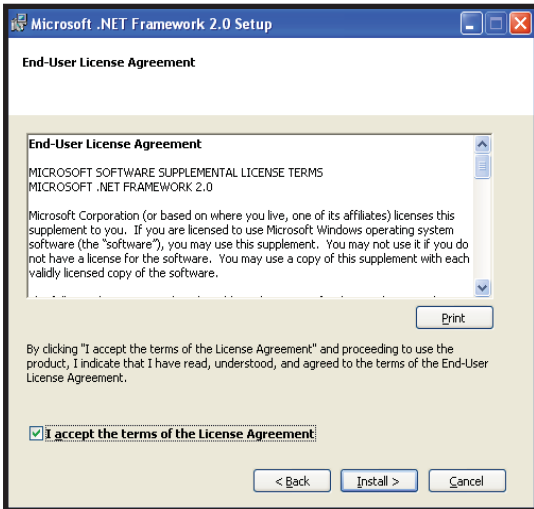 Microsoft .NET Framework 2.0 Setup
End-User License Agreement
End-User License Agreement
MICROSOFT SOFTWARE SUPPLEMENTAL LICENSE TERMS
MICROSOFT .NET FRAMEWORK 2.0
Microsoft Corporation (or based on where you live, one of its affiliates) licenses this
supplement to you. If you are licensed to use Microsoft Windows operating system
software (the "software"), you may use this supplement. You may not use it if you do
not have a license for the software. You may use a copy of this supplement with each
validly licensed copy of the software.
Print
By clicking "I accept the terms of the License Agreement" and proceeding to use the
product, I indicate that I have read, understood, and agreed to the terms of the End-User
License Agreement.
I accept the terms of the License Agreement
< Back Install > Cancel